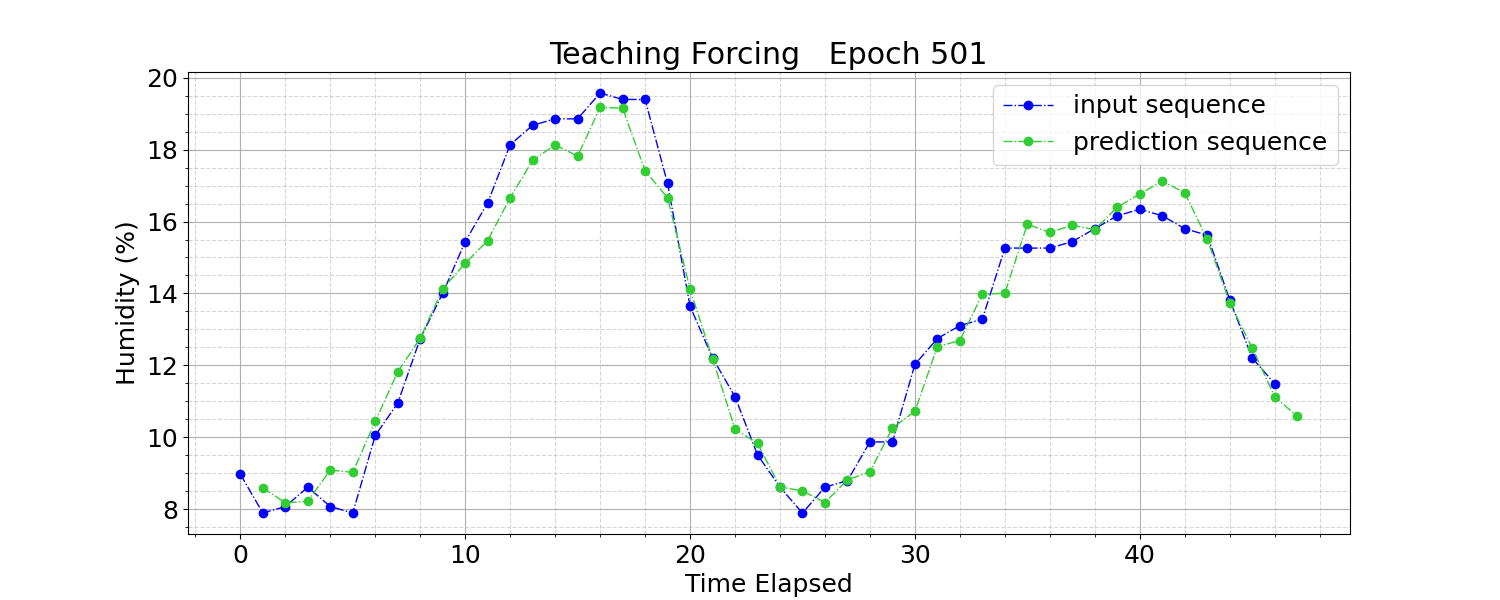 Teaching Forcing   Epoch 501
20
18
16
14
12
10
8
Humidity (%)
input sequence
prediction sequence
0 10 20 30 40
Time Elapsed